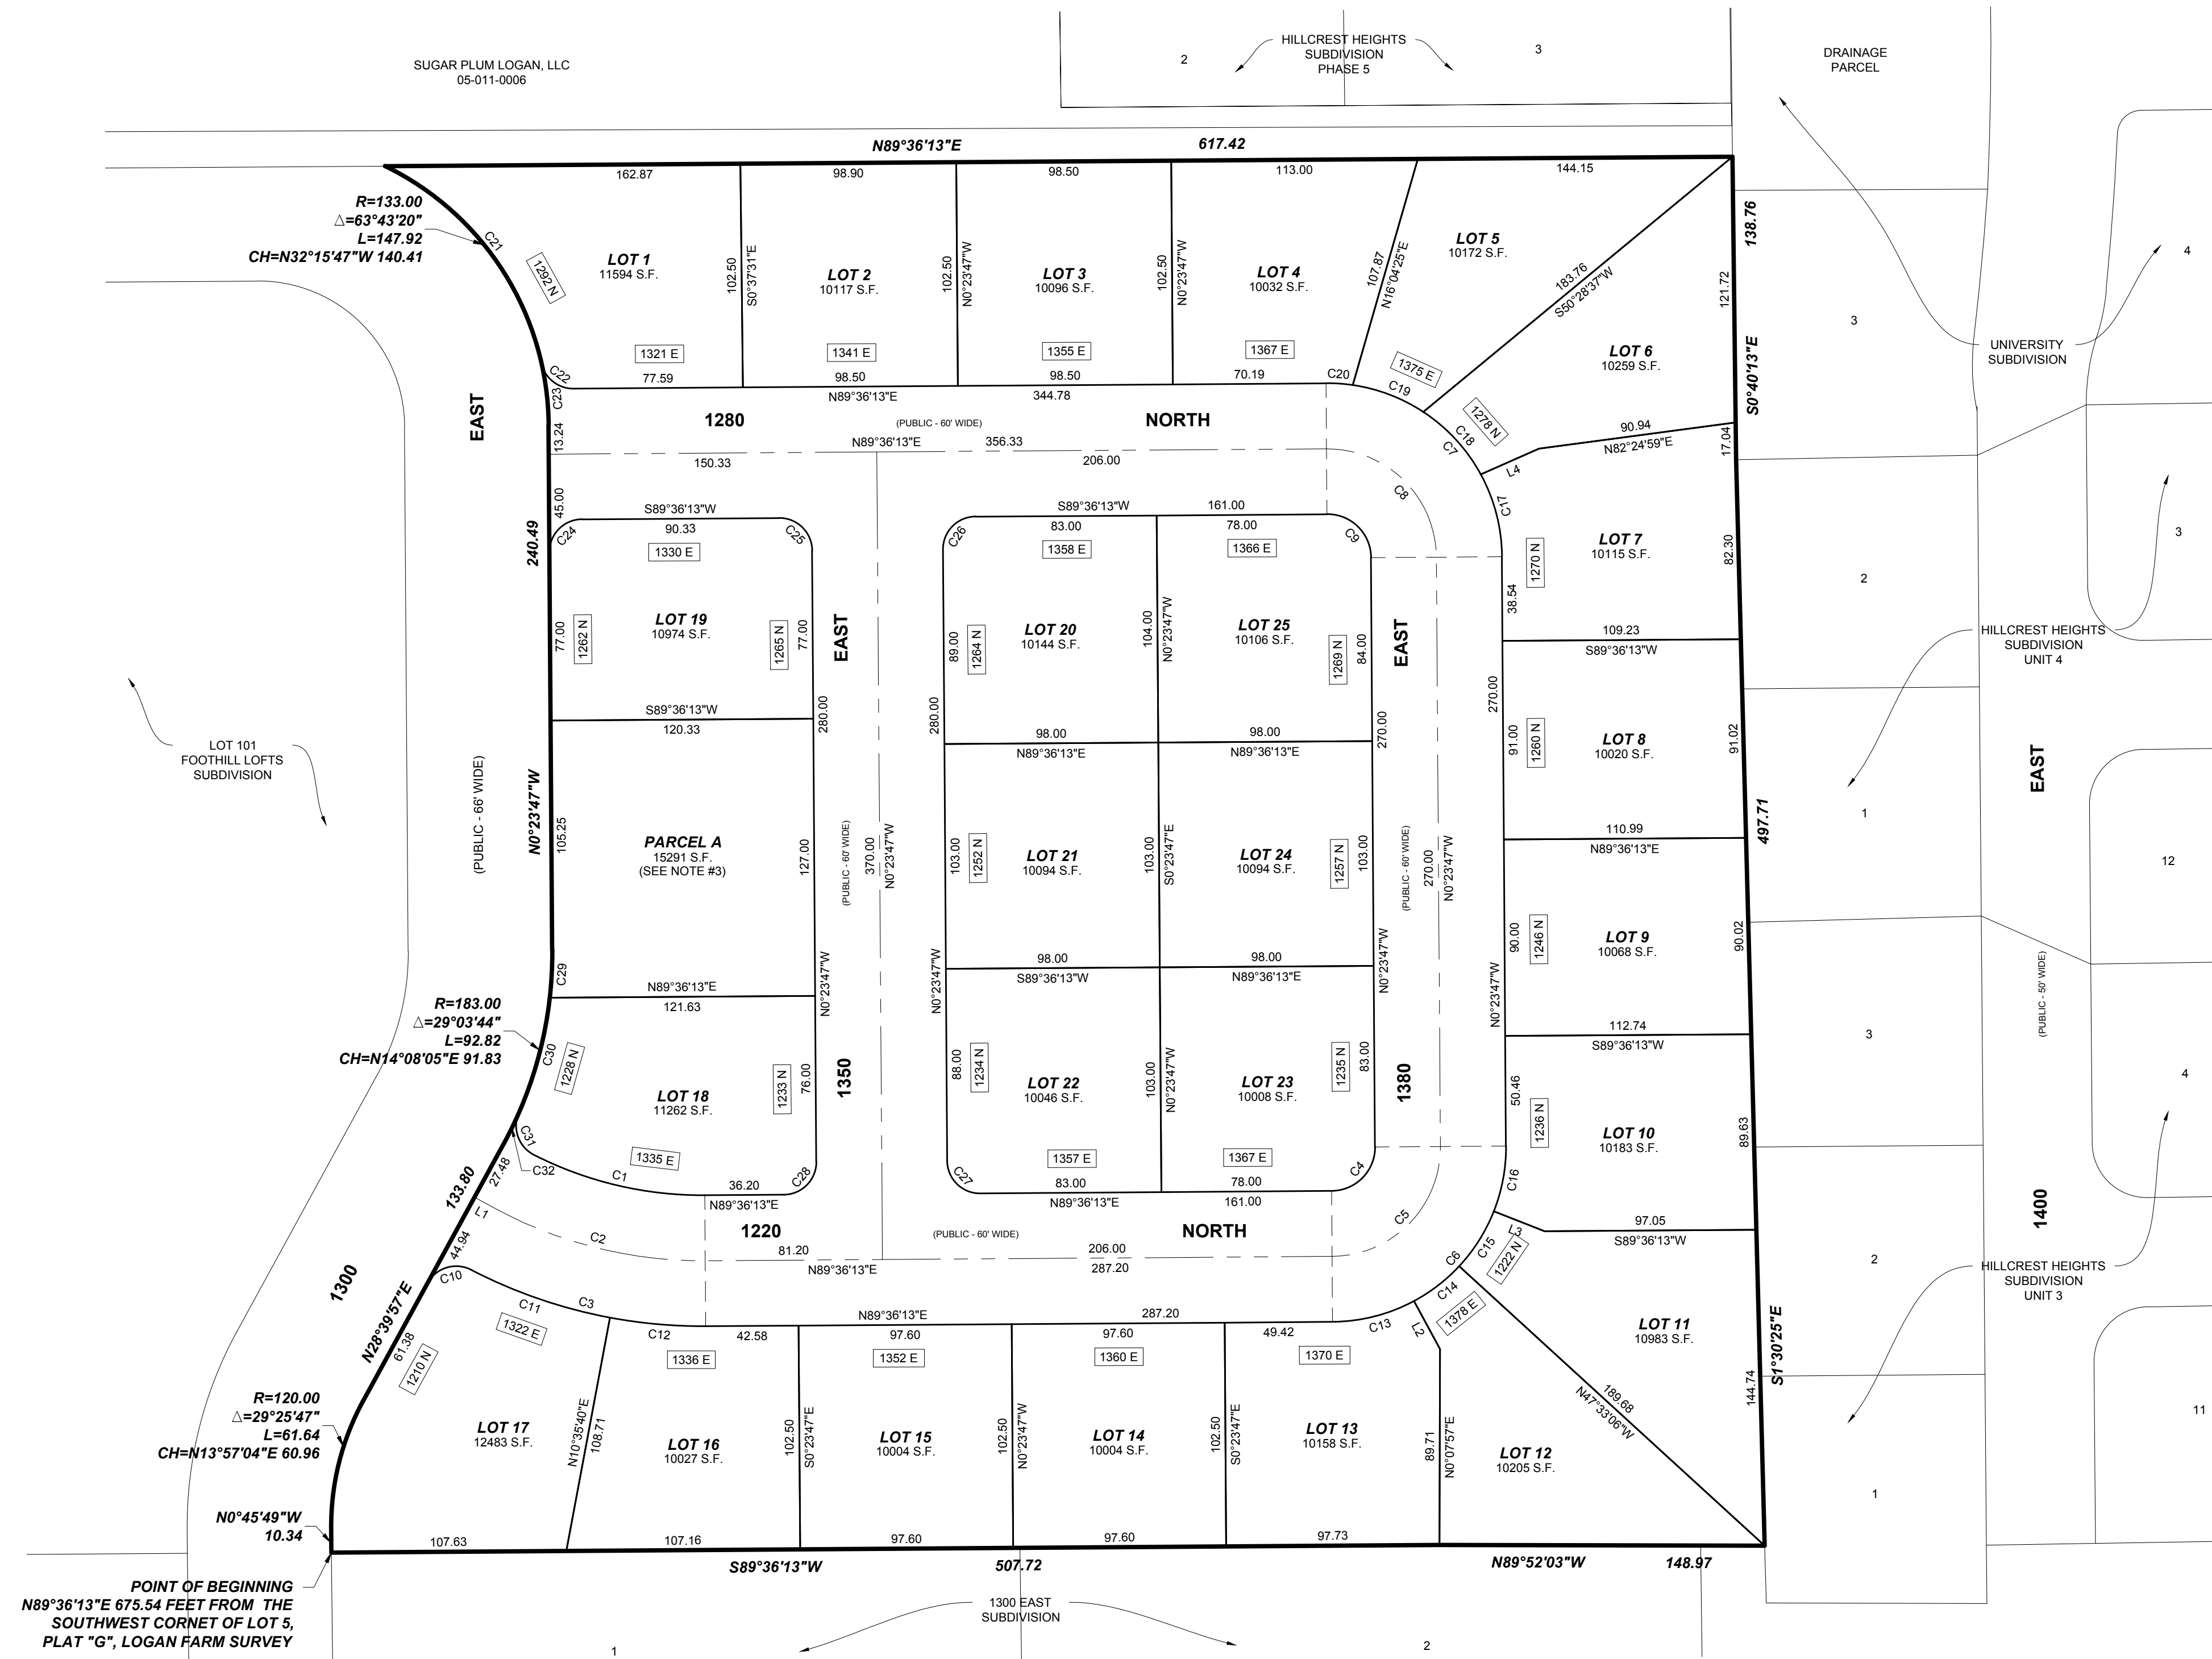 SUGAR PLUM LOGAN, LLC
05-011-0006
2
HILLCREST HEIGHTS
SUBDIVISION
PHASE 5
3
DRAINAGE
PARCEL
N89°36'13"E
617.42
162.87
98.90
98.50
113.00
144.15
R=133.00
△=63°43'20"
L=147.92
CH=N32°15'47"W 140.41
C21
1292 N
LOT 1
11594 S.F.
102.50
S0°37'31"E
LOT 2
10117 S.F.
102.50
N0°23'47"W
LOT 3
10096 S.F.
102.50
N0°23'47"W
LOT 4
10032 S.F.
107.87
N16°04'25"E
LOT 5
10172 S.F.
183.76
S50°28'37"W
LOT 6
10259 S.F.
121.72
138.76
S0°40'13"E
4
3
UNIVERSITY
SUBDIVISION
1321 E
1341 E
1355 E
1367 E
1375 E
1278 N
C22
C23
77.59
98.50
98.50
70.19
C20
C19
C18
C7
N89°36'13"E
344.78
EAST
13.24
1280
(PUBLIC - 60' WIDE)
NORTH
N89°36'13"E
356.33
150.33
206.00
C8
90.94
N82°24'59"E
17.04
L4
C17
45.00
240.49
C24
S89°36'13"W
90.33
1330 E
C25
C26
S89°36'13"W
161.00
83.00
78.00
1358 E
1366 E
C9
LOT 7
10115 S.F.
1270 N
38.54
82.30
109.23
S89°36'13"W
2
3
LOT 19
10974 S.F.
77.00
1262 N
1265 N
77.00
EAST
89.00
1264 N
LOT 20
10144 S.F.
104.00
N0°23'47"W
LOT 25
10106 S.F.
1269 N
84.00
EAST
HILLCREST HEIGHTS
SUBDIVISION
UNIT 4
S89°36'13"W
120.33
280.00
280.00
98.00
N89°36'13"E
98.00
N89°36'13"E
270.00
270.00
91.00
1260 N
LOT 8
10020 S.F.
91.02
LOT 101
FOOTHILL LOFTS
SUBDIVISION
EAST
(PUBLIC - 66' WIDE)
N0°23'47"W
105.25
PARCEL A
15291 S.F.
(SEE NOTE #3)
127.00
(PUBLIC - 60' WIDE)
370.00
N0°23'47"W
103.00
1252 N
LOT 21
10094 S.F.
103.00
S0°23'47"E
LOT 24
10094 S.F.
1257 N
103.00
(PUBLIC - 60' WIDE)
270.00
N0°23'47"W
110.99
N89°36'13"E
497.71
1
12
C29
N89°36'13"E
121.63
N0°23'47"W
N0°23'47"W
98.00
S89°36'13"W
98.00
N89°36'13"E
N0°23'47"W
N0°23'47"W
90.00
1246 N
LOT 9
10068 S.F.
90.02
(PUBLIC - 50' WIDE)
R=183.00
△=29°03'44"
L=92.82
CH=N14°08'05"E 91.83
C30
1228 N
LOT 18
11262 S.F.
1233 N
76.00
1350
88.00
1234 N
LOT 22
10046 S.F.
103.00
N0°23'47"W
LOT 23
10008 S.F.
1235 N
83.00
1380
112.74
S89°36'13"W
3
4
50.46
1236 N
LOT 10
10183 S.F.
89.63
C31
C32
1335 E
C1
36.20
N89°36'13"E
C28
C27
1357 E
1367 E
83.00
78.00
N89°36'13"E
161.00
C4
C16
1400
133.80
27.48
L1
C2
44.94
1220
(PUBLIC - 60' WIDE)
NORTH
81.20
N89°36'13"E
206.00
287.20
C5
L3
97.05
S89°36'13"W
C6
C15
1222 N
2
HILLCREST HEIGHTS
SUBDIVISION
UNIT 3
1300
C10
C11
C3
1322 E
C12
N89°36'13"E
287.20
42.58
97.60
97.60
49.42
C13
C14
L2
1378 E
LOT 11
10983 S.F.
S1°30'25"E
N28°39'57"E
61.38
1210 N
1336 E
1352 E
1360 E
1370 E
144.74
189.68
N47°33'06"W
R=120.00
△=29°25'47"
L=61.64
CH=N13°57'04"E 60.96
LOT 17
12483 S.F.
N10°35'40"E
108.71
LOT 16
10027 S.F.
102.50
S0°23'47"E
LOT 15
10004 S.F.
102.50
N0°23'47"W
LOT 14
10004 S.F.
102.50
S0°23'47"E
LOT 13
10158 S.F.
89.71
N0°07'57"E
LOT 12
10205 S.F.
11
1
N0°45'49"W
10.34
107.63
107.16
97.60
97.60
97.73
S89°36'13"W
507.72
N89°52'03"W
148.97
POINT OF BEGINNING
N89°36'13"E 675.54 FEET FROM THE
SOUTHWEST CORNET OF LOT 5,
PLAT "G", LOGAN FARM SURVEY
1300 EAST
SUBDIVISION
1
2
EAST